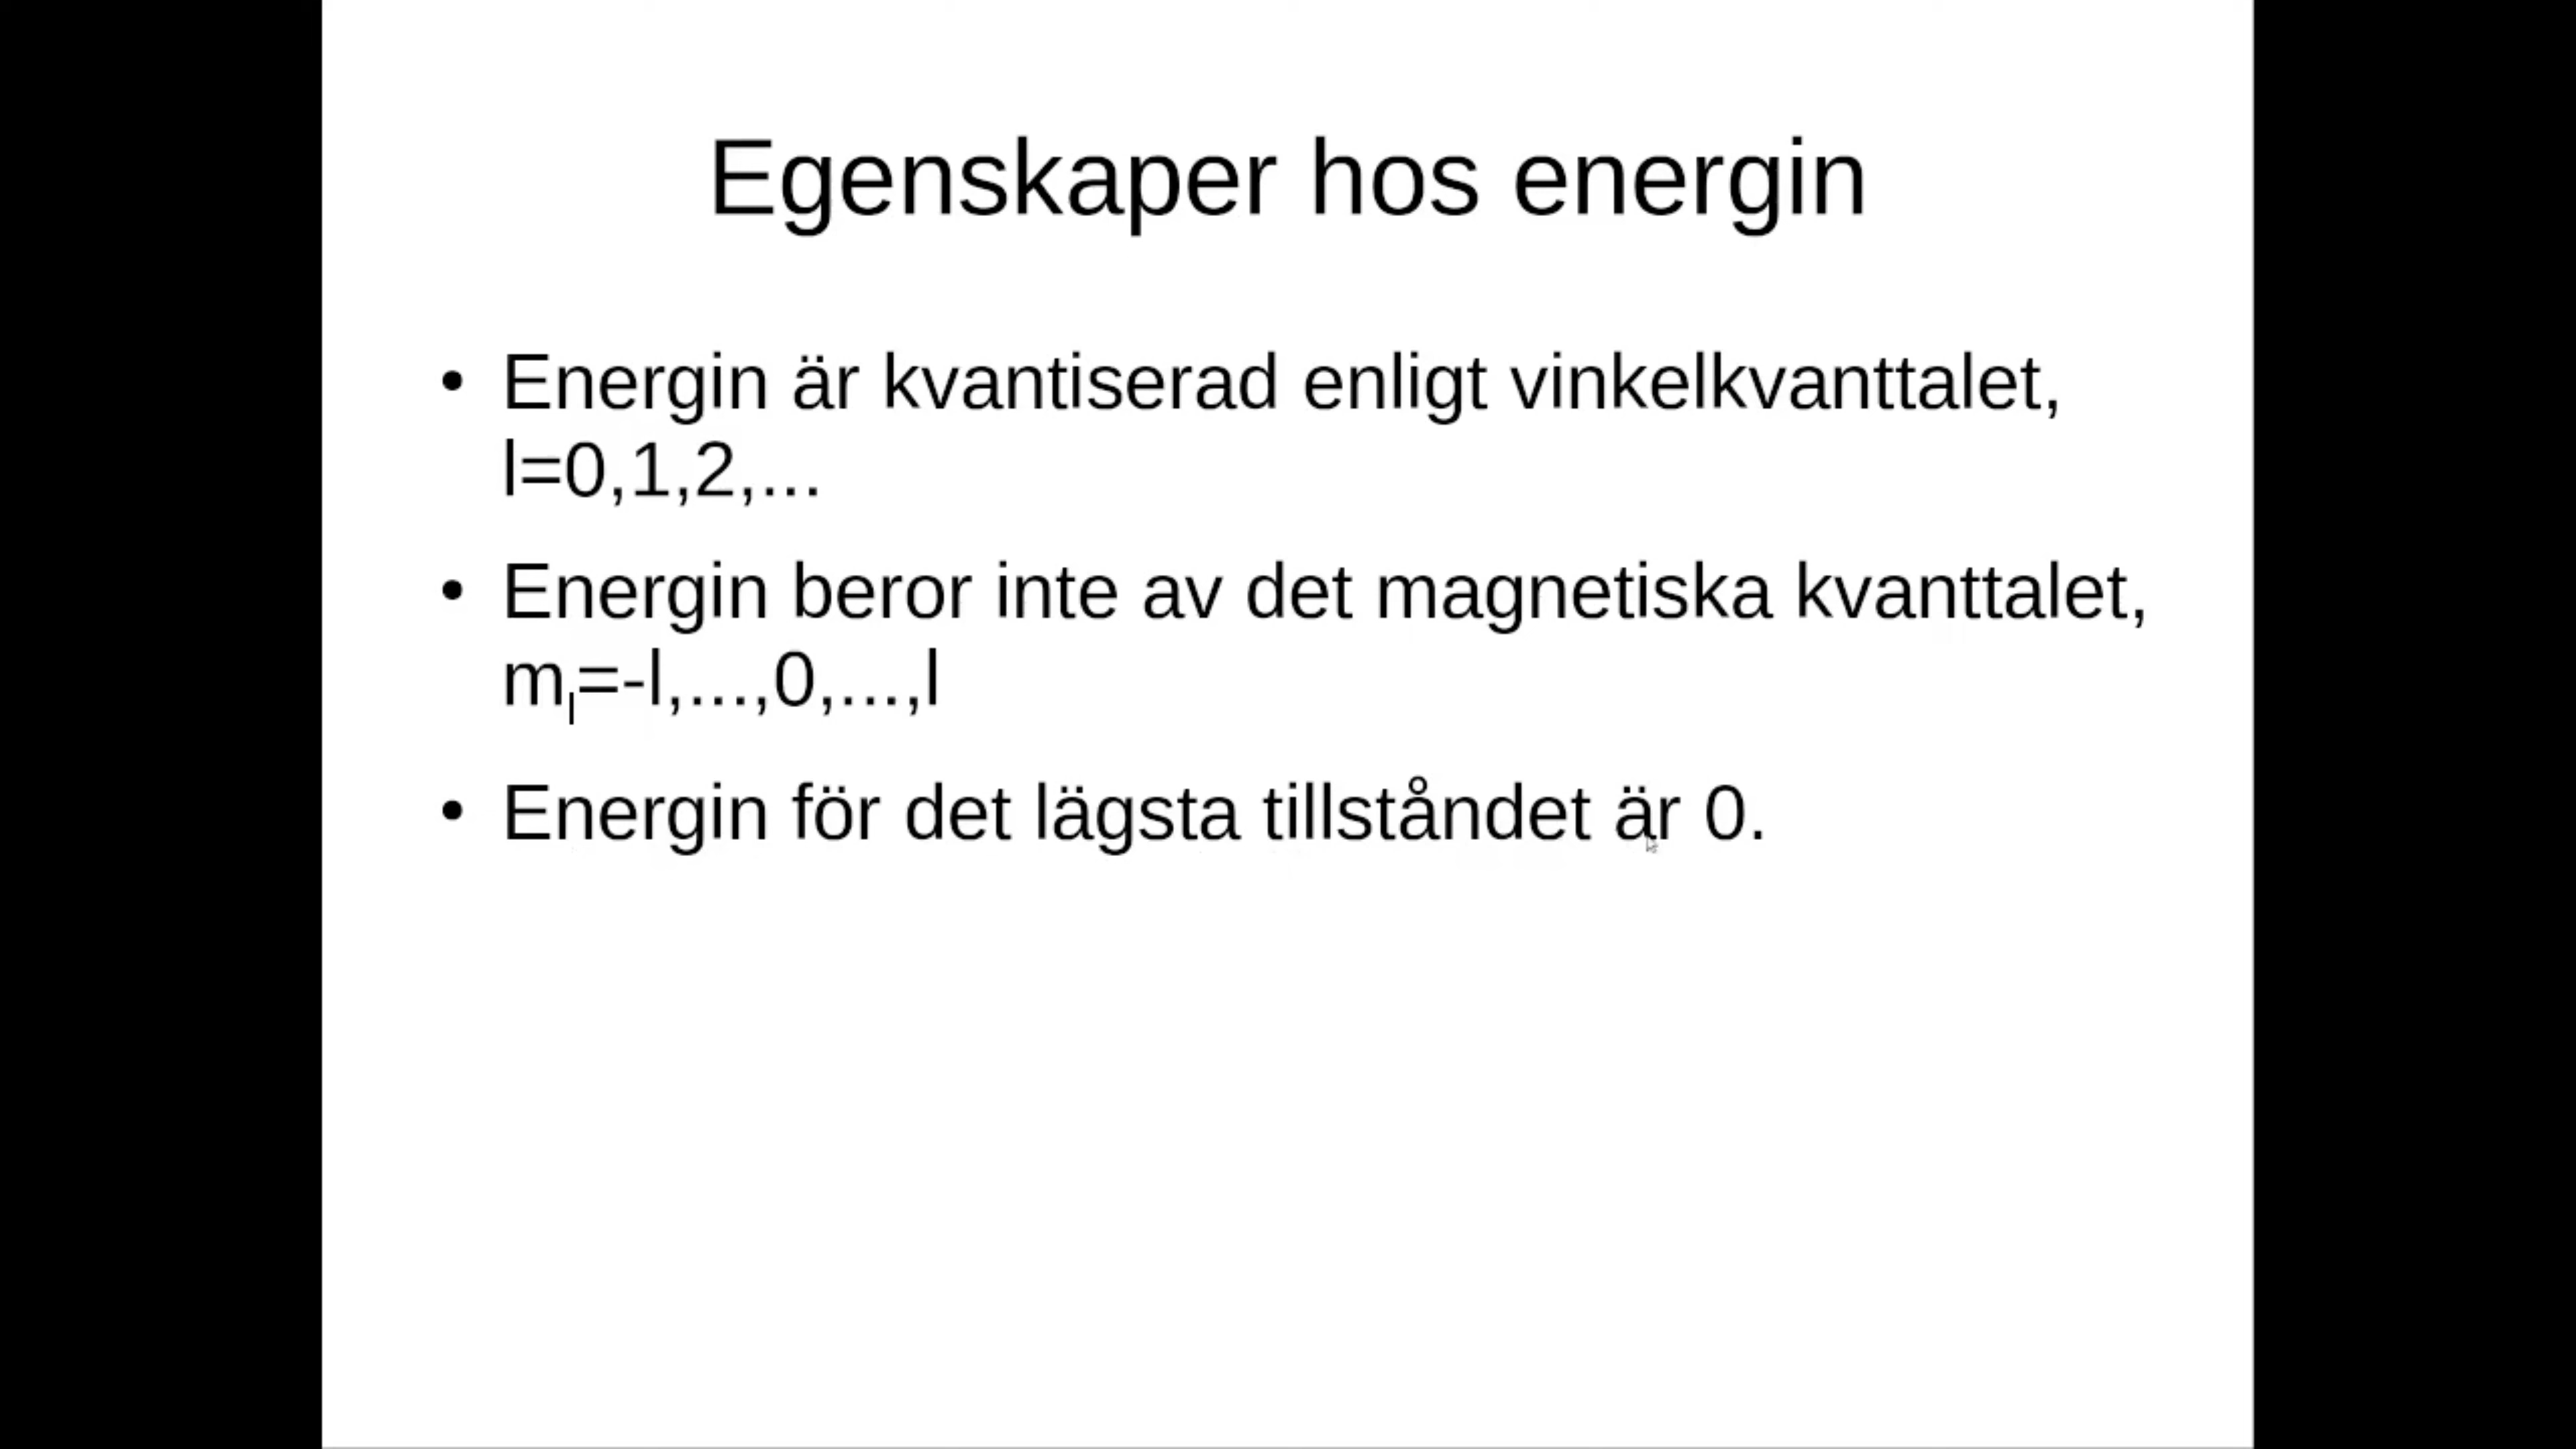 Egenskaper hos energin
• Energin är kvantiserad enligt vinkelkvanttalet,
l=0,1,2,...
• Energin beror inte av det magnetiska kvanttalet,
mₗ=-l,...,0,...,l
• Energin för det lägsta tillståndet är 0.